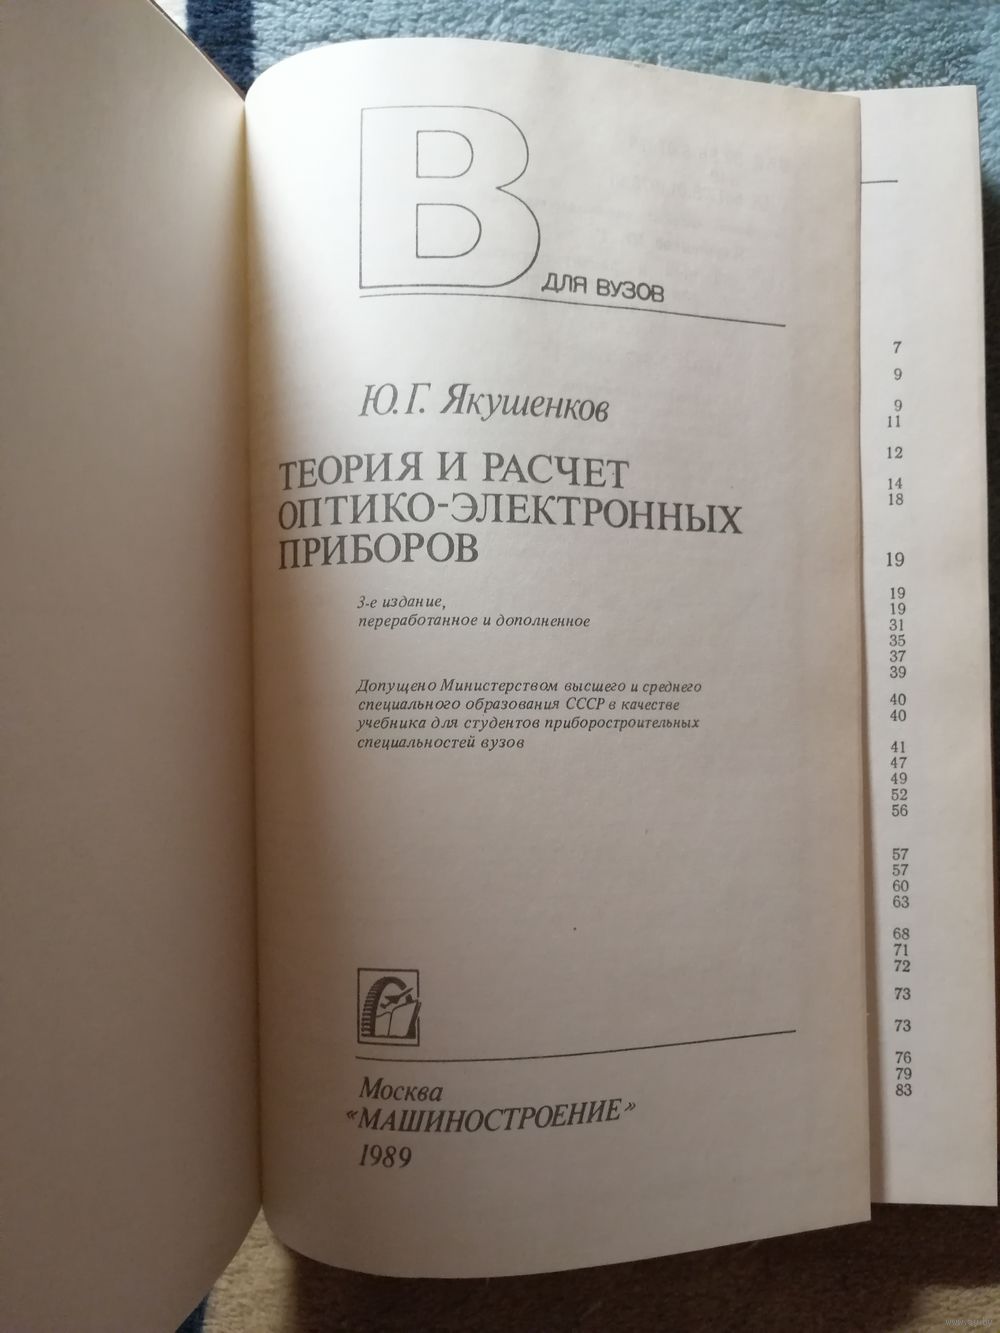 В
ДЛЯ ВУЗОВ
Ю.Г. Якушенков
ТЕОРИЯ И РАСЧЕТ
ОПТИКО-ЭЛЕКТРОННЫХ
ПРИБОРОВ
3-е издание,
переработанное и дополненное
Допущено Министерством высшего и среднего
специального образования СССР в качестве
учебника для студентов приборостроительных
специальностей вузов
Москва
«МАШИНОСТРОЕНИЕ»
1989
7
9
9
11
12
14
18
19
19
19
31
35
37
39
40
40
41
47
49
52
56
57
57
60
63
68
71
72
73
73
76
79
83